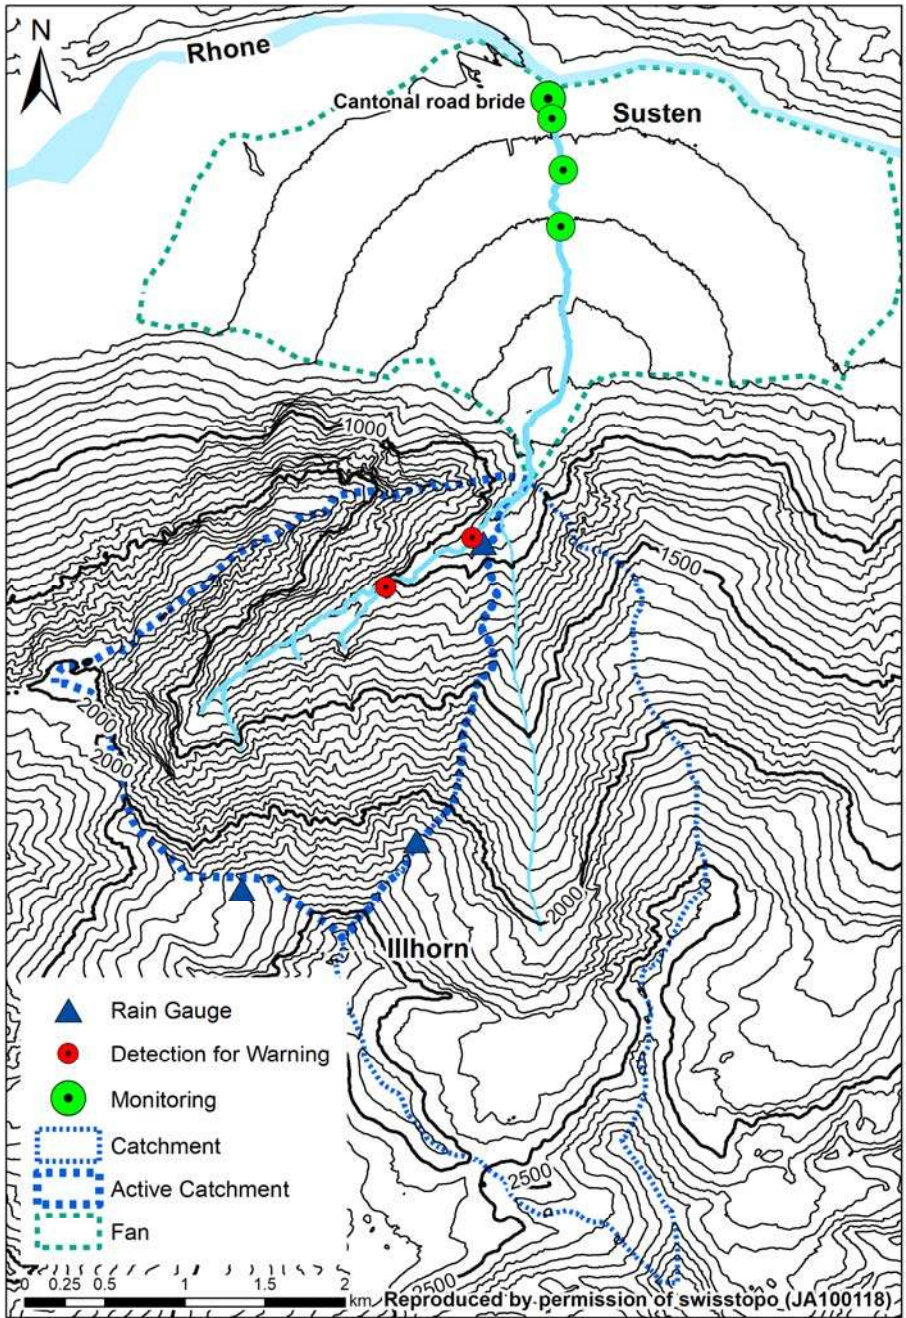 N
Rhone
Cantonal road bride
Susten
1000
1500
2000
2000
2000
Illhorn
Rain Gauge
Detection for Warning
Monitoring
Catchment
Active Catchment
Fan
2500
2500
0 0.25 0.5 1 1.5 2 km
Reproduced by permission of swisstopo (JA100118)